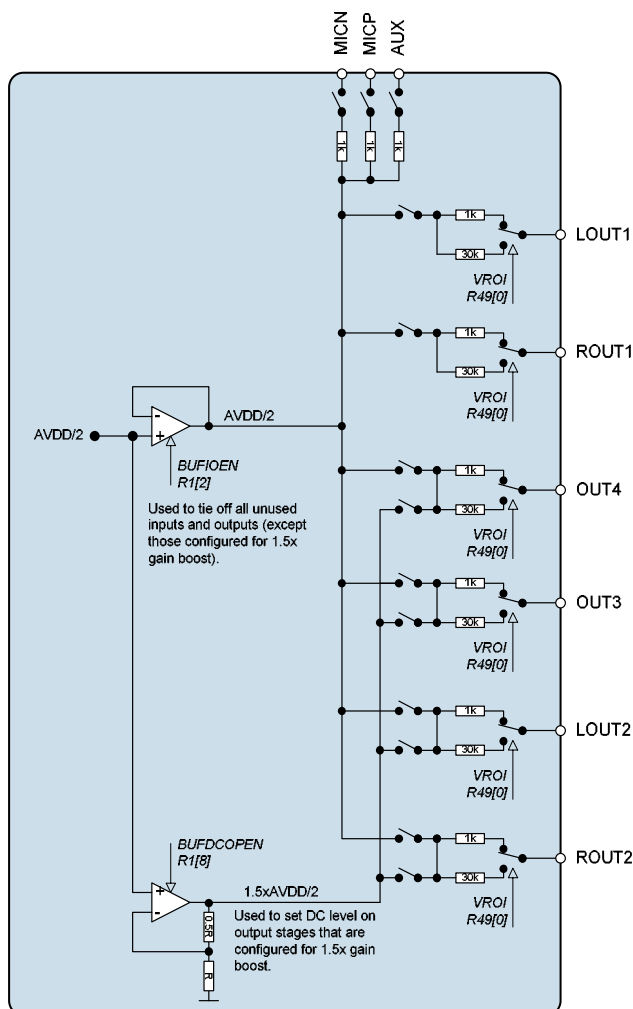 MICN
MICP
AUX
1k
1k
1k
1k
30k
LOUT1
VROI
R49[0]
1k
30k
ROUT1
VROI
R49[0]
AVDD/2
-
+
AVDD/2
BUFIOEN
R1[2]
Used to tie off all unused
inputs and outputs (except
those configured for 1.5x
gain boost).
1k
30k
OUT4
VROI
R49[0]
1k
30k
OUT3
VROI
R49[0]
1k
30k
LOUT2
VROI
R49[0]
1k
30k
ROUT2
VROI
R49[0]
BUFDCOPEN
R1[8]
+
-
1.5xAVDD/2
0.5R
R
Used to set DC level on
output stages that are
configured for 1.5x gain
boost.